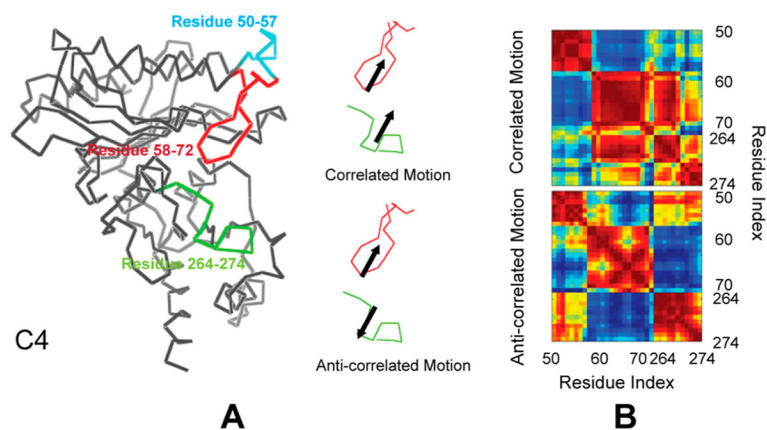 Residue 50-57
Residue 58-72
Residue 264-274
C4
Correlated Motion
Anti-correlated Motion
A
Correlated Motion
Anti-correlated Motion
50
60
70
264
274
50
60
70
264
274
Residue Index
50 60 70 264 274
Residue Index
B